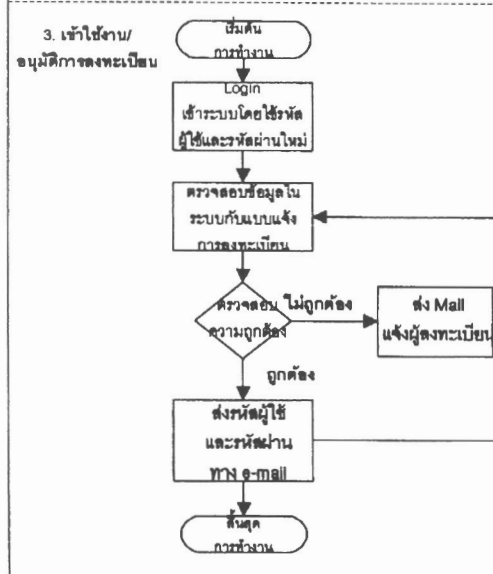 3. เข้าใช้งาน/
อนุมัติการลงทะเบียน
เริ่มต้น
การทำงาน
Login
เข้าระบบโดยใช้รหัส
ผู้ใช้และรหัสผ่านใหม่
ตรวจสอบข้อมูลใน
ระบบกับแบบแจ้ง
การลงทะเบียน
ตรวจสอบ
ความถูกต้อง
ไม่ถูกต้อง
ส่ง Mail
แจ้งผู้ลงทะเบียน
ถูกต้อง
ส่งรหัสผู้ใช้
และรหัสผ่าน
ทาง e-mail
สิ้นสุด
การทำงาน